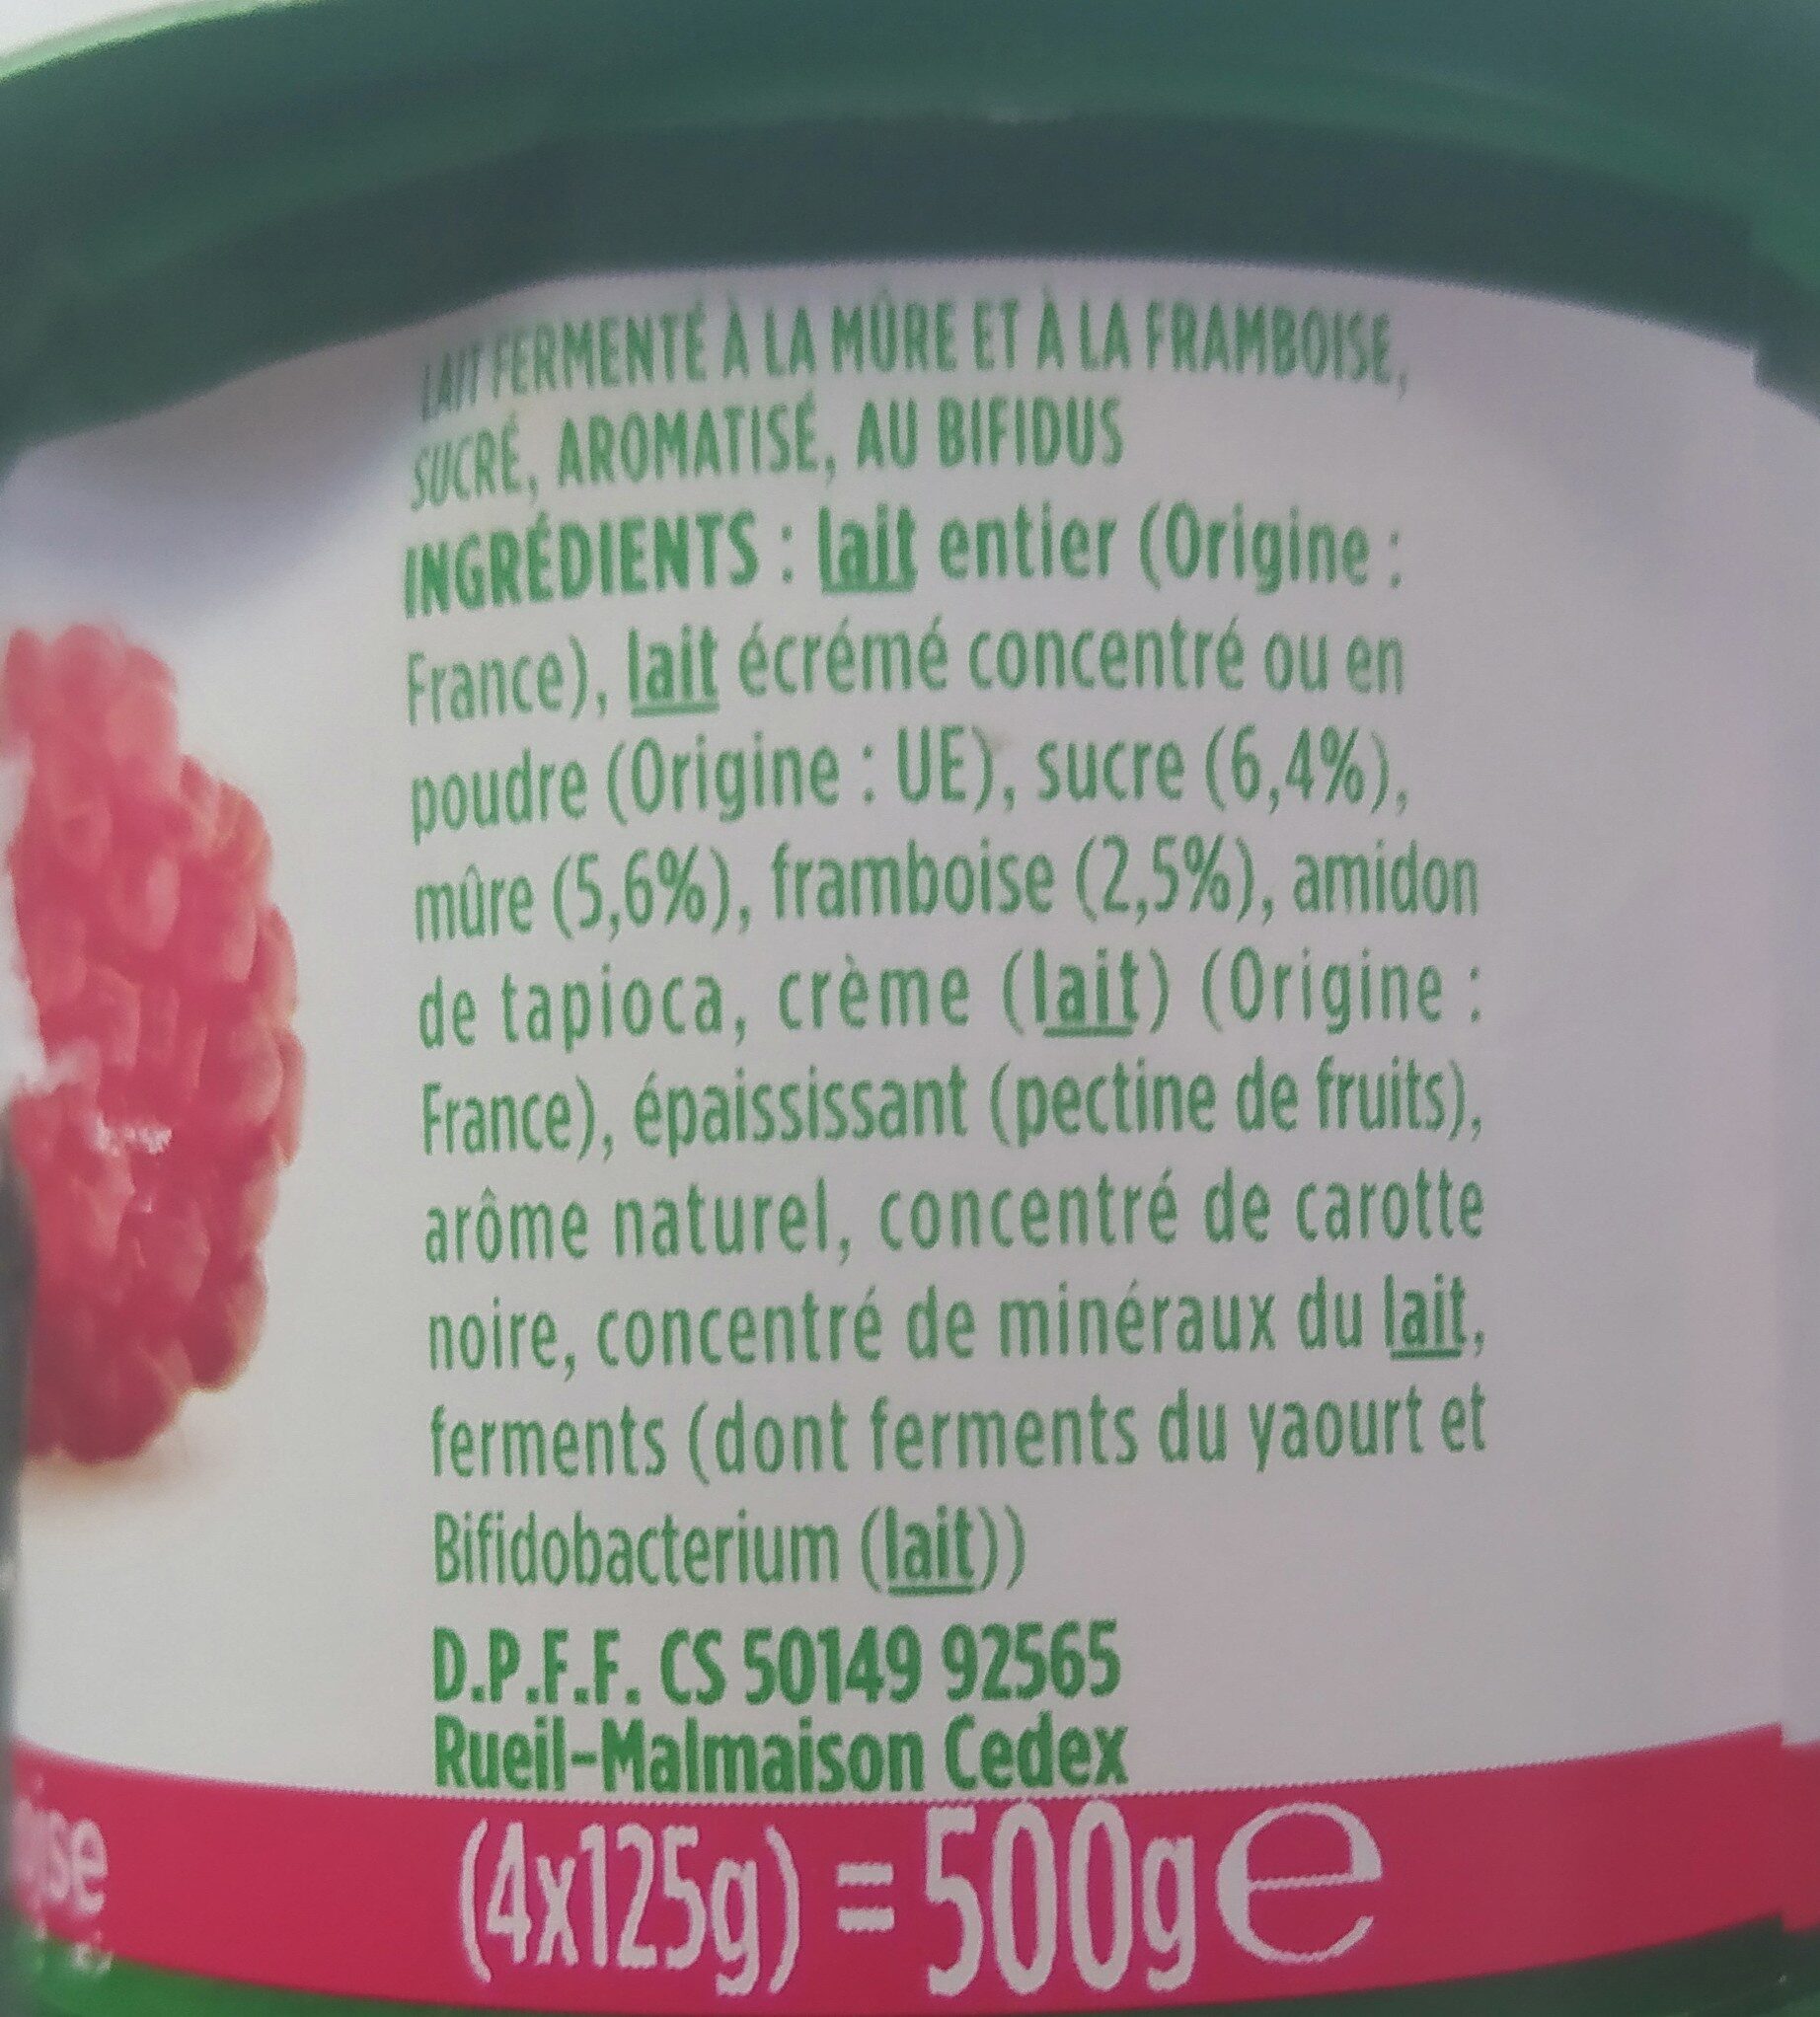 LAIT FERMENTÉ À LA MÛRE ET À LA FRAMBOISE,
SUCRÉ, AROMATISÉ, AU BIFIDUS
INGRÉDIENTS : lait entier (Origine :
France), lait écrémé concentré ou en
poudre (Origine : UE), sucre (6,4%),
mûre (5,6%), framboise (2,5%), amidon
de tapioca, crème (lait) (Origine :
France), épaississant (pectine de fruits),
arôme naturel, concentré de carotte
noire, concentré de minéraux du lait,
ferments (dont ferments du yaourt et
Bifidobacterium (lait))
D.P.F.F. CS 50149 92565
Rueil-Malmaison Cedex
(4x125g) = 500g e